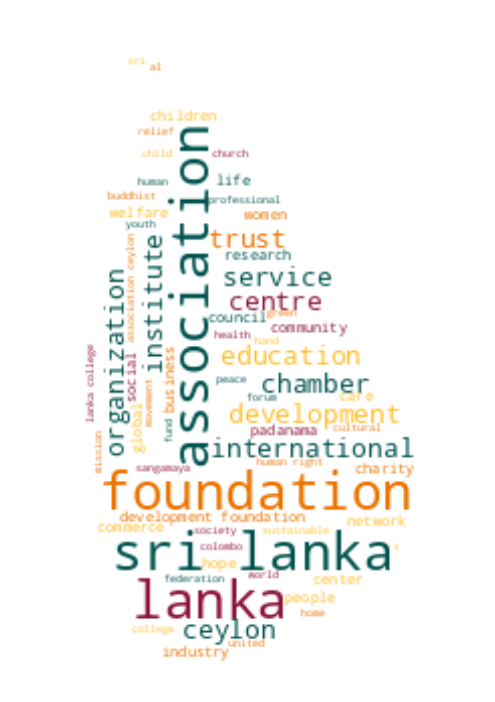 sri
al
children
relief
association
child
church
human
life
buddhist
professional
welfare
women
youth
trust
institute
association ceylon
research
service
organization
centre
council
green
community
health
hand
lanka college
social
business
education
movement
global
peace
chamber
forum
care
development
fund
padanama
cultural
mission
international
sangamaya
human right
charity
foundation
development foundation
network
commerce
society
sustainable
sri lanka
colombo
s
hope
world
federation
center
lanka
people
home
college
ceylon
united
industry